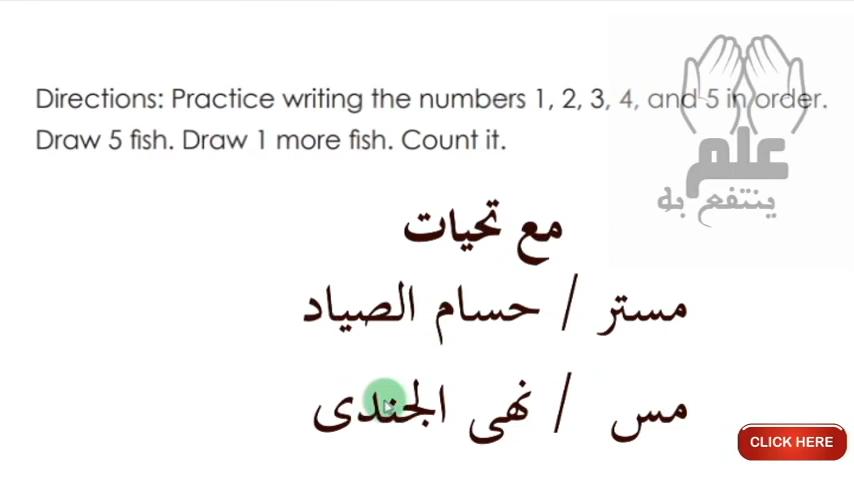 Directions: Practice writing the numbers 1, 2, 3, 4, and 5 in order.
Draw 5 fish. Draw 1 more fish. Count it.
علم
ينتفع به
مع تحيات
مستر / حسام الصياد
مس / نهى الجندى
CLICK HERE